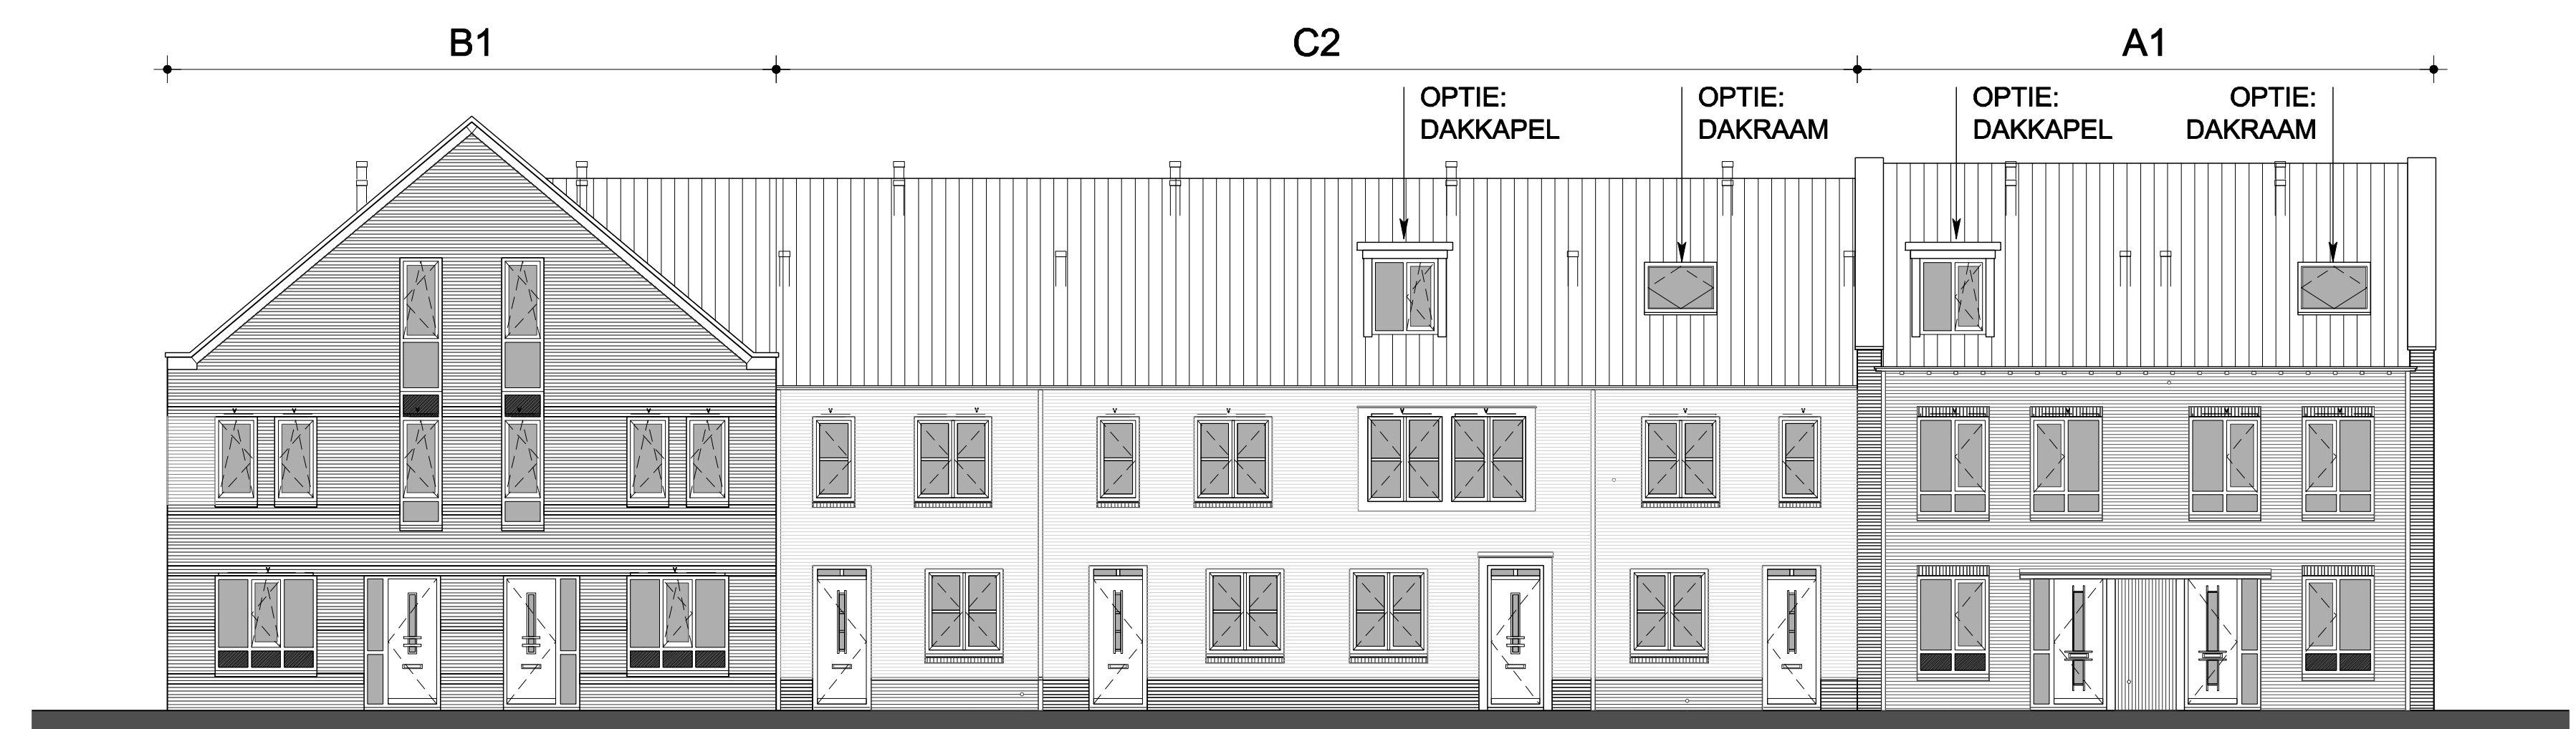 B1
C2
A1
OPTIE:
DAKKAPEL
OPTIE:
DAKRAAM
OPTIE:
DAKKAPEL
OPTIE:
DAKRAAM